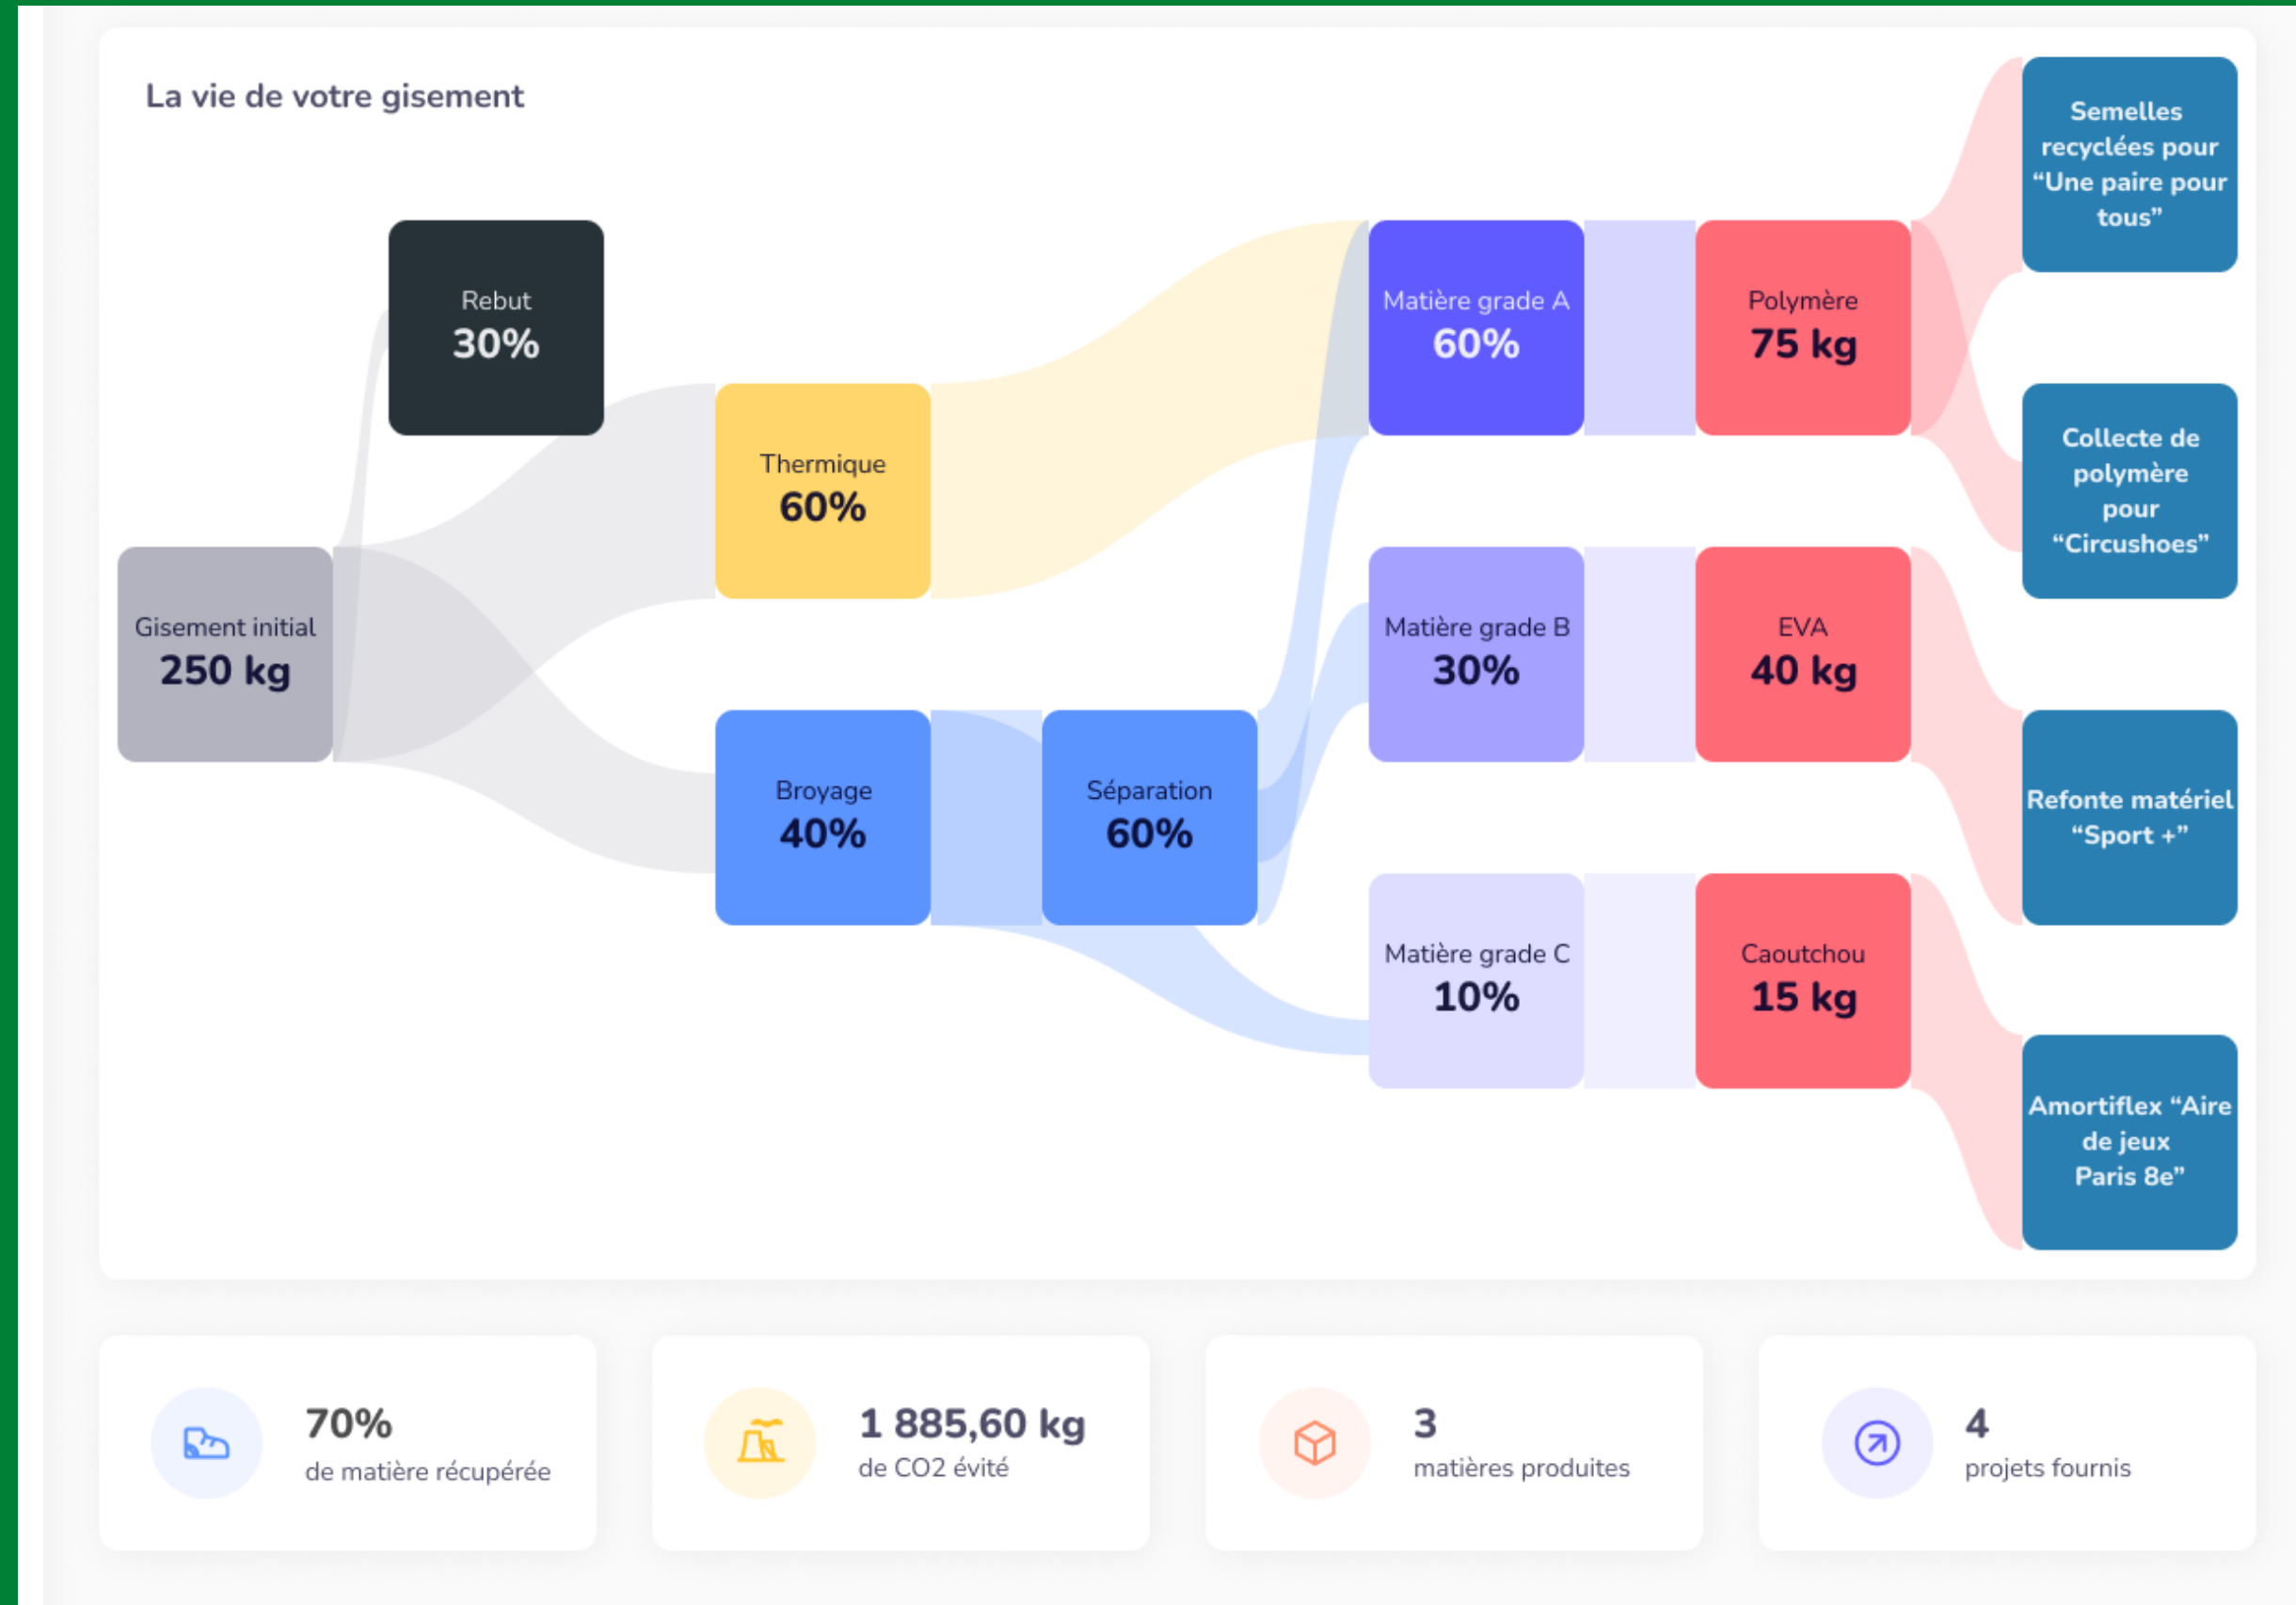 La vie de votre gisement
Gisement initial
250 kg
Rebut
30%
Thermique
60%
Broyage
40%
Séparation
60%
Matière grade A
60%
Matière grade B
30%
Matière grade C
10%
Polymère
75 kg
EVA
40 kg
Caoutchou
15 kg
Semelles
recyclées pour
“Une paire pour
tous”
Collecte de
polymère
pour
“Circushoes”
Refonte matériel
“Sport +”
Amortiflex “Aire
de jeux
Paris 8e”
70%
de matière récupérée
1 885,60 kg
de CO2 évité
3
matières produites
4
projets fournis